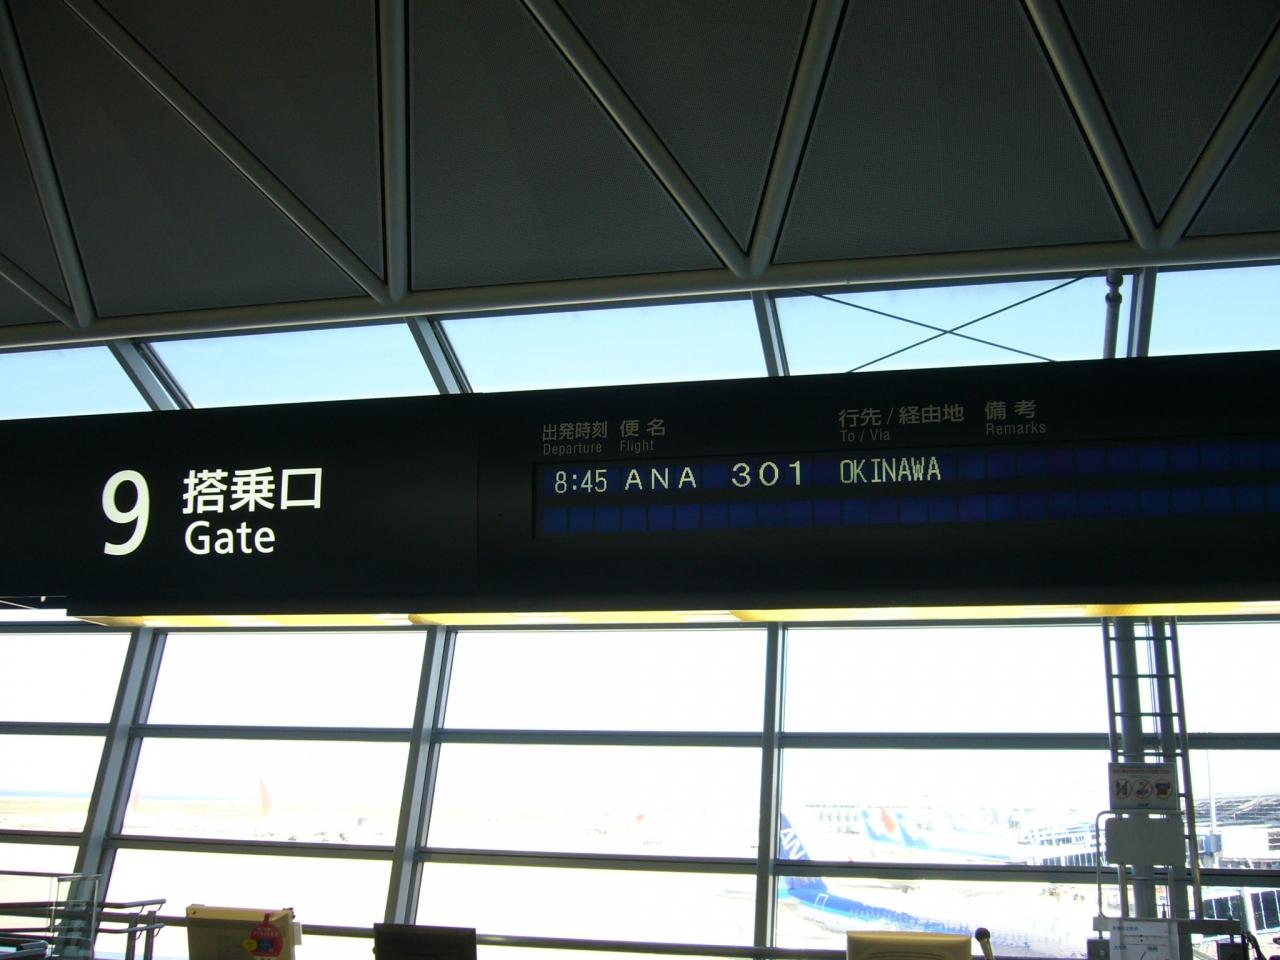 9 搭乗口
Gate
出発時刻 便名 行先/経由地 備考
Departure Flight To / Via Remarks
8:45 ANA 301 OKINAWA
ANA